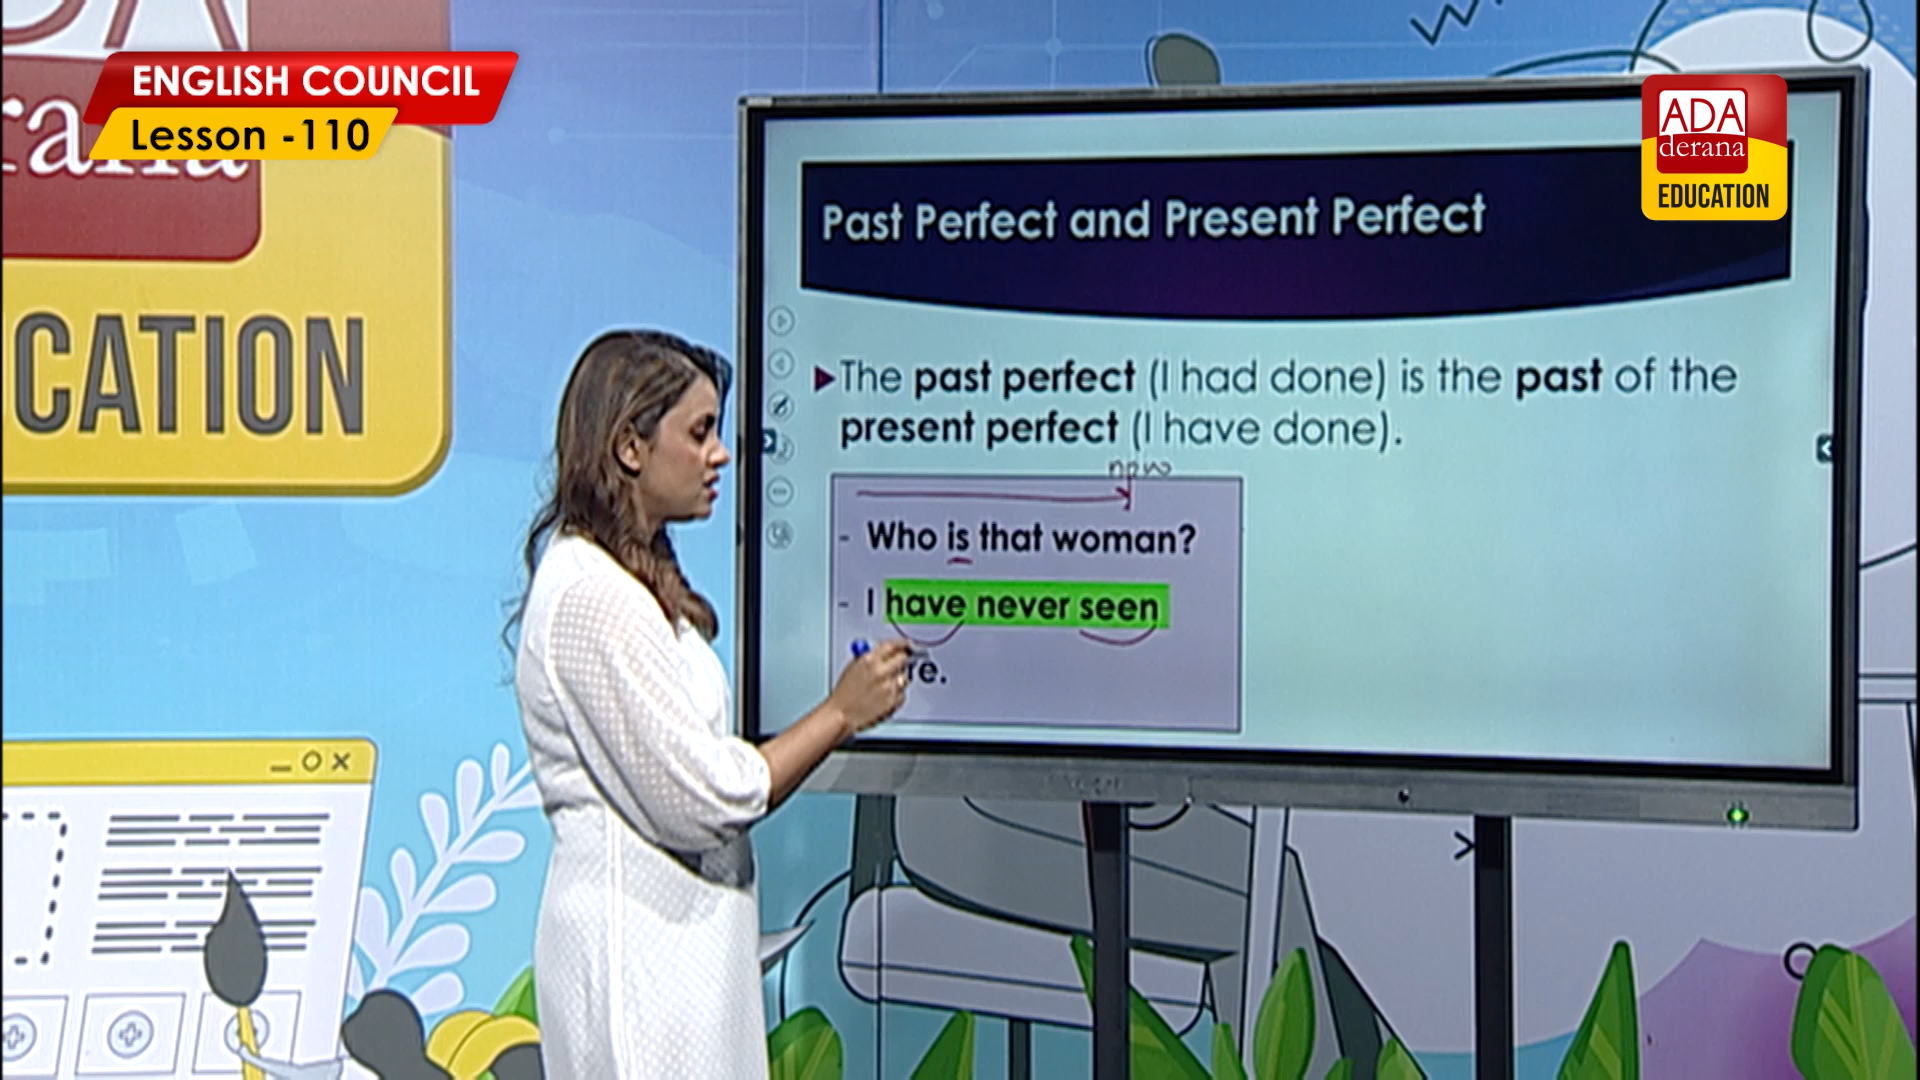 ENGLISH COUNCIL
Lesson -110
ADA
derana
EDUCATION
CATION
Past Perfect and Present Perfect
The past perfect (I had done) is the past of the
present perfect (I have done).
now
- Who is that woman?
- I have never seen
re.